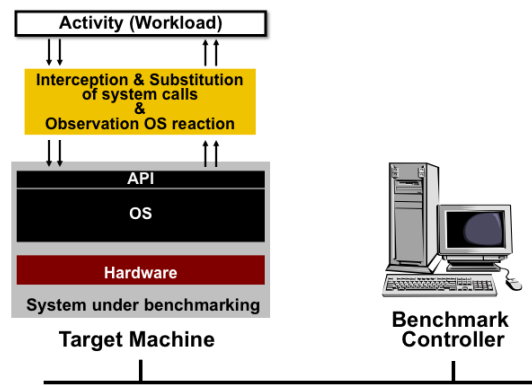 Activity (Workload)
Interception & Substitution
of system calls
&
Observation OS reaction
API
OS
Hardware
System under benchmarking
Target Machine
Benchmark
Controller